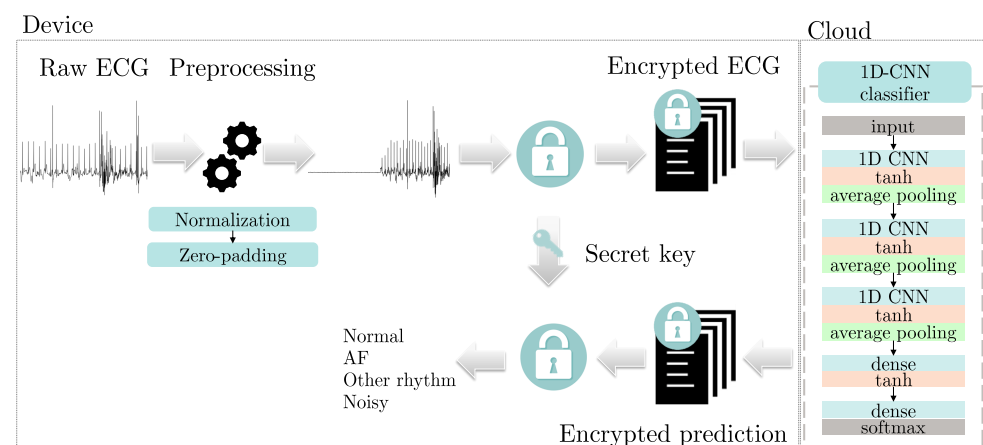 Device
Cloud
Raw ECG
Preprocessing
Encrypted ECG
Normalization
Zero-padding
Secret key
Normal
AF
Other rhythm
Noisy
Encrypted prediction
1D-CNN
classifier
input
1D CNN
tanh
average pooling
1D CNN
tanh
average pooling
1D CNN
tanh
average pooling
dense
tanh
dense
softmax